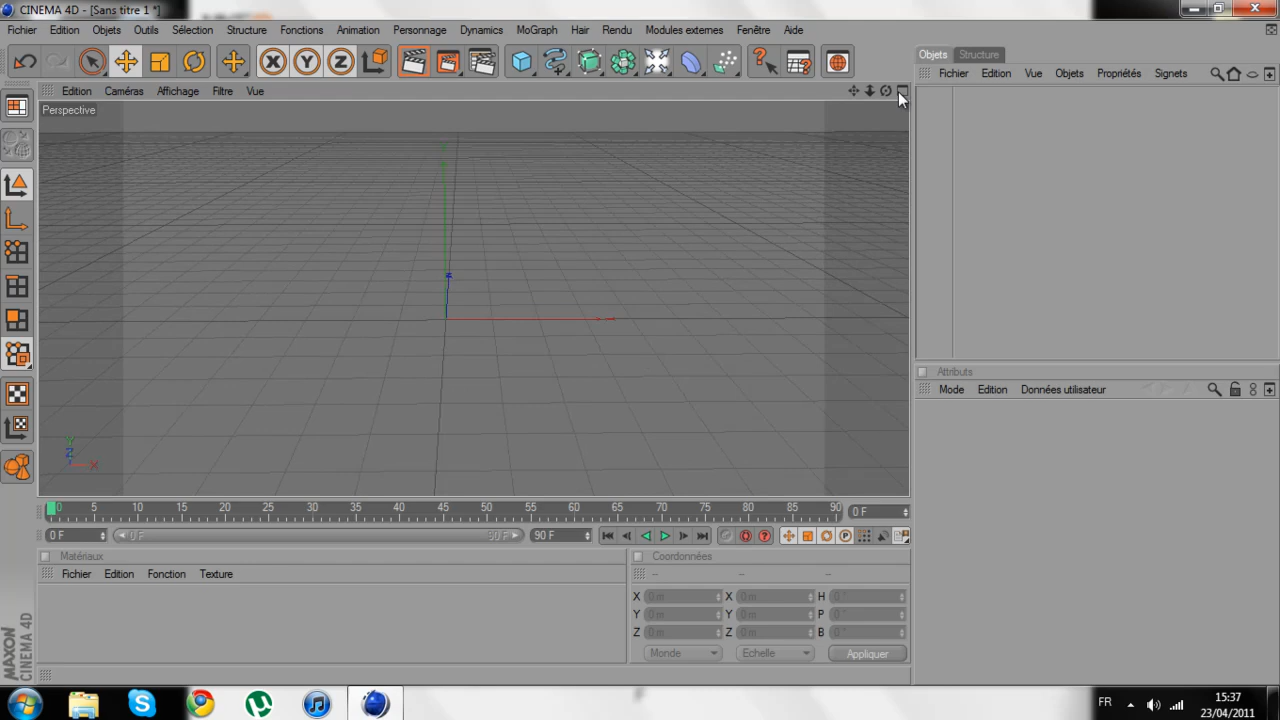 CINEMA 4D - [Sans titre 1 *]
Fichier Edition Objets Outils Sélection Structure Fonctions Animation Personnage Dynamics MoGraph Hair Rendu Modules externes Fenêtre Aide
Objets Structure
Fichier Edition Vue Objets Propriétés Signets
Edition Caméras Affichage Filtre Vue
Perspective
Y
Z
X
Attributs
Mode Edition Données utilisateur
0 5 10 15 20 25 30 35 40 45 50 55 60 65 70 75 80 85 90 0 F
0 F 0 F 90 F 90 F
Matériaux
Fichier Edition Fonction Texture
Coordonnées
-- -- --
X 0 m X 0 m H 0 °
Y 0 m Y 0 m P 0 °
Z 0 m Z 0 m B 0 °
Monde Echelle Appliquer
MAXON
CINEMA 4D
FR 15:37
23/04/2011